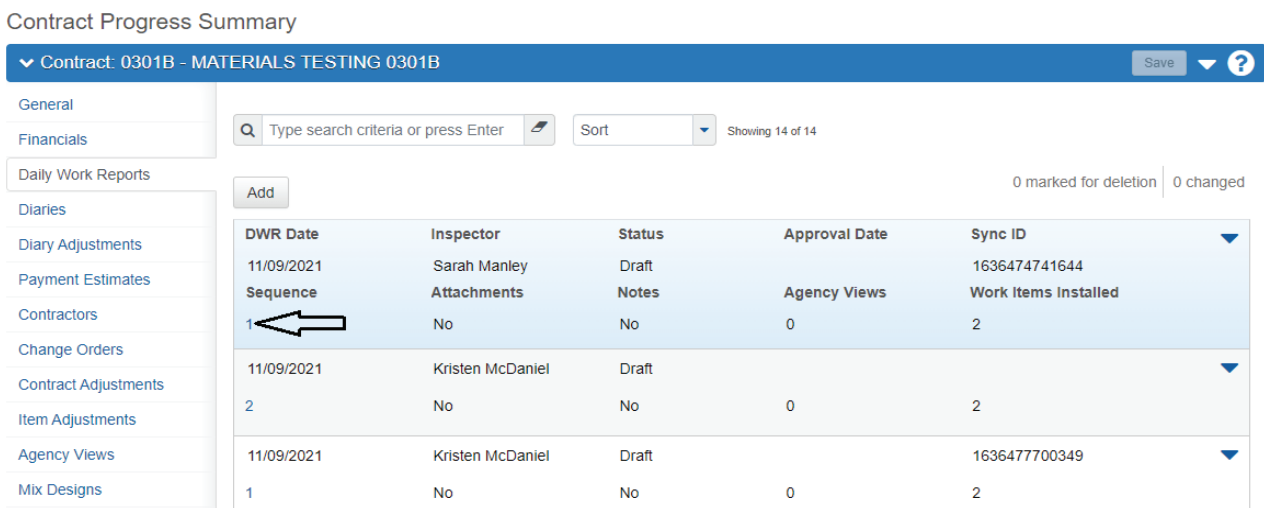 Contract Progress Summary
Contract: 0301B - MATERIALS TESTING 0301B
Save
?
General
Financials
Daily Work Reports
Diaries
Diary Adjustments
Payment Estimates
Contractors
Change Orders
Contract Adjustments
Item Adjustments
Agency Views
Mix Designs
Type search criteria or press Enter
Sort
Showing 14 of 14
Add
0 marked for deletion 0 changed
DWR Date Inspector Status Approval Date Sync ID
11/09/2021 Sarah Manley Draft 1636474741644
Sequence Attachments Notes Agency Views Work Items Installed
1 No No 0 2
11/09/2021 Kristen McDaniel Draft
2 No No 0 2
11/09/2021 Kristen McDaniel Draft 1636477700349
1 No No 0 2